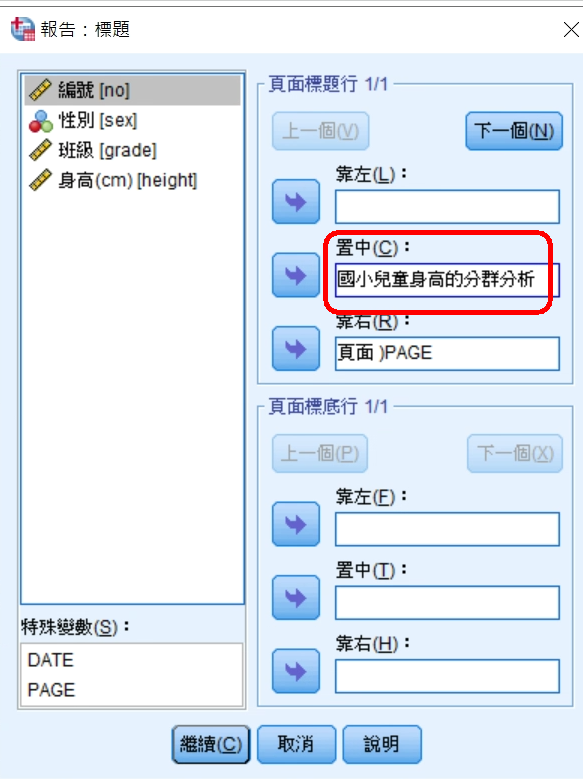 報告：標題
編號 [no]
性別 [sex]
班級 [grade]
身高(cm) [height]
特殊變數(S)：
DATE
PAGE
頁面標題行 1/1
上一個(V)
下一個(N)
靠左(L)：
置中(C)：
國小兒童身高的分群分析
靠右(R)：
頁面 )PAGE
頁面標底行 1/1
上一個(P)
下一個(X)
靠左(F)：
置中(T)：
靠右(H)：
繼續(C)
取消
說明